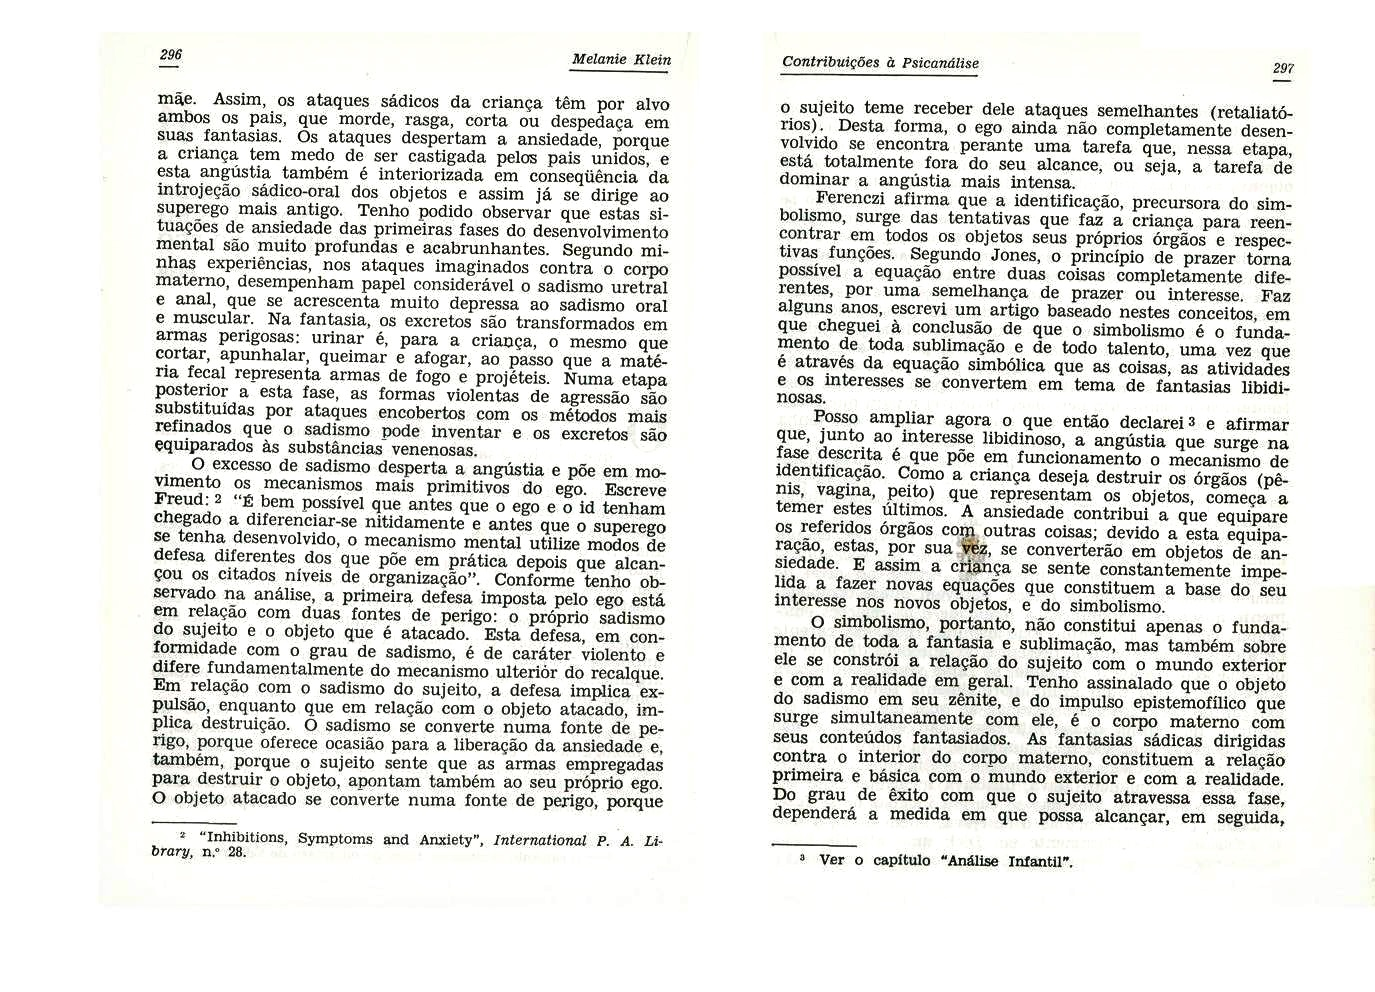 296
Melanie Klein
mãe. Assim, os ataques sádicos da criança têm por alvo
ambos os pais, que morde, rasga, corta ou despedaça em
suas fantasias. Os ataques despertam a ansiedade, porque
a criança tem medo de ser castigada pelos pais unidos, e
esta angústia também é interiorizada em conseqüência da
introjeção sádico-oral dos objetos e assim já se dirige ao
superego mais antigo. Tenho podido observar que estas si-
tuações de ansiedade das primeiras fases do desenvolvimento
mental são muito profundas e acabrunhantes. Segundo mi-
nhas experiências, nos ataques imaginados contra o corpo
materno, desempenham papel considerável o sadismo uretral
e anal, que se acrescenta muito depressa ao sadismo oral
e muscular. Na fantasia, os excretos são transformados em
armas perigosas: urinar é, para a criança, o mesmo que
cortar, apunhalar, queimar e afogar, ao passo que a maté-
ria fecal representa armas de fogo e projéteis. Numa etapa
posterior a esta fase, as formas violentas de agressão são
substituídas por ataques encobertos com os métodos mais
refinados que o sadismo pode inventar e os excretos são
equiparados às substâncias venenosas.
O excesso de sadismo desperta a angústia e põe em mo-
vimento os mecanismos mais primitivos do ego. Escreve
Freud: 2 “É bem possível que antes que o ego e o id tenham
chegado a diferenciar-se nitidamente e antes que o superego
se tenha desenvolvido, o mecanismo mental utilize modos de
defesa diferentes dos que põe em prática depois que alcan-
çou os citados níveis de organização”. Conforme tenho ob-
servado na análise, a primeira defesa imposta pelo ego está
em relação com duas fontes de perigo: o próprio sadismo
do sujeito e o objeto que é atacado. Esta defesa, em con-
formidade com o grau de sadismo, é de caráter violento e
difere fundamentalmente do mecanismo ulterior do recalque.
Em relação com o sadismo do sujeito, a defesa implica ex-
pulsão, enquanto que em relação com o objeto atacado, im-
plica destruição. O sadismo se converte numa fonte de pe-
rigo, porque oferece ocasião para a liberação da ansiedade e,
também, porque o sujeito sente que as armas empregadas
para destruir o objeto, apontam também ao seu próprio ego.
O objeto atacado se converte numa fonte de perigo, porque
2 “Inhibitions, Symptoms and Anxiety”, International P. A. Li-
brary, n.º 28.
Contribuições à Psicanálise
297
o sujeito teme receber dele ataques semelhantes (retaliató-
rios). Desta forma, o ego ainda não completamente desen-
volvido se encontra perante uma tarefa que, nessa etapa,
está totalmente fora do seu alcance, ou seja, a tarefa de
dominar a angústia mais intensa.
Ferenczi afirma que a identificação, precursora do sim-
bolismo, surge das tentativas que faz a criança para reen-
contrar em todos os objetos seus próprios órgãos e respec-
tivas funções. Segundo Jones, o princípio de prazer torna
possível a equação entre duas coisas completamente dife-
rentes, por uma semelhança de prazer ou interesse. Faz
alguns anos, escrevi um artigo baseado nestes conceitos, em
que cheguei à conclusão de que o simbolismo é o funda-
mento de toda sublimação e de todo talento, uma vez que
é através da equação simbólica que as coisas, as atividades
e os interesses se convertem em tema de fantasias libidi-
nosas.
Posso ampliar agora o que então declarei 3 e afirmar
que, junto ao interesse libidinoso, a angústia que surge na
fase descrita é que põe em funcionamento o mecanismo de
identificação. Como a criança deseja destruir os órgãos (pê-
nis, vagina, peito) que representam os objetos, começa a
temer estes últimos. A ansiedade contribui a que equipare
os referidos órgãos com outras coisas; devido a esta equipa-
ração, estas, por sua vez, se converterão em objetos de an-
siedade. E assim a criança se sente constantemente impe-
lida a fazer novas equações que constituem a base do seu
interesse nos novos objetos, e do simbolismo.
O simbolismo, portanto, não constitui apenas o funda-
mento de toda a fantasia e sublimação, mas também sobre
ele se constrói a relação do sujeito com o mundo exterior
e com a realidade em geral. Tenho assinalado que o objeto
do sadismo em seu zênite, e do impulso epistemofílico que
surge simultaneamente com ele, é o corpo materno com
seus conteúdos fantasiados. As fantasias sádicas dirigidas
contra o interior do corpo materno, constituem a relação
primeira e básica com o mundo exterior e com a realidade.
Do grau de êxito com que o sujeito atravessa essa fase,
dependerá a medida em que possa alcançar, em seguida,
3 Ver o capítulo “Análise Infantil”.